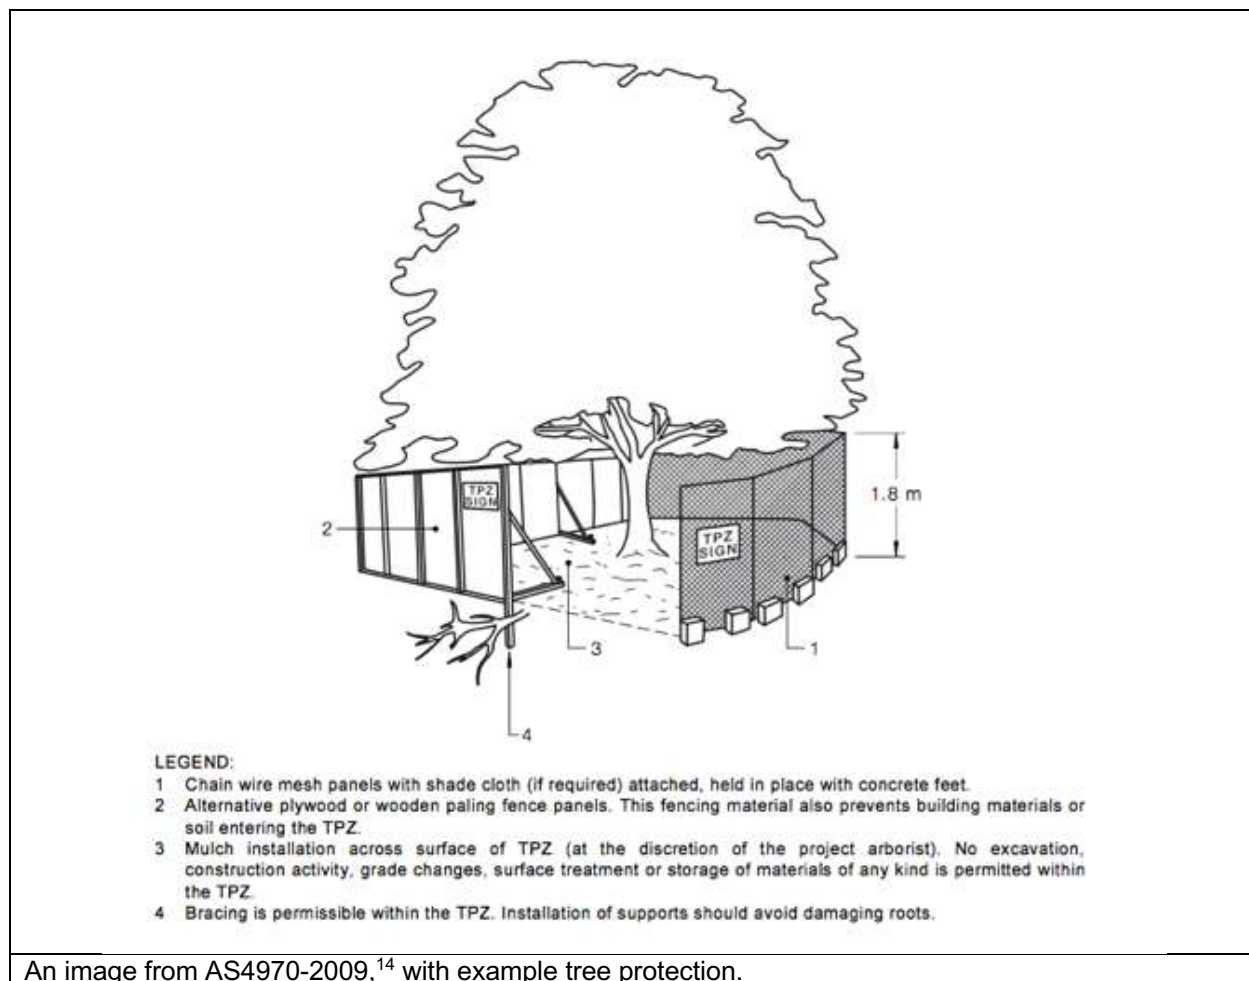 TPZ
SIGN
1.8 m
2
TPZ
SIGN
3
1
4
LEGEND:
1 Chain wire mesh panels with shade cloth (if required) attached, held in place with concrete feet.
2 Alternative plywood or wooden paling fence panels. This fencing material also prevents building materials or
soil entering the TPZ.
3 Mulch installation across surface of TPZ (at the discretion of the project arborist). No excavation,
construction activity, grade changes, surface treatment or storage of materials of any kind is permitted within
the TPZ.
4 Bracing is permissible within the TPZ. Installation of supports should avoid damaging roots.
An image from AS4970-2009,14 with example tree protection.